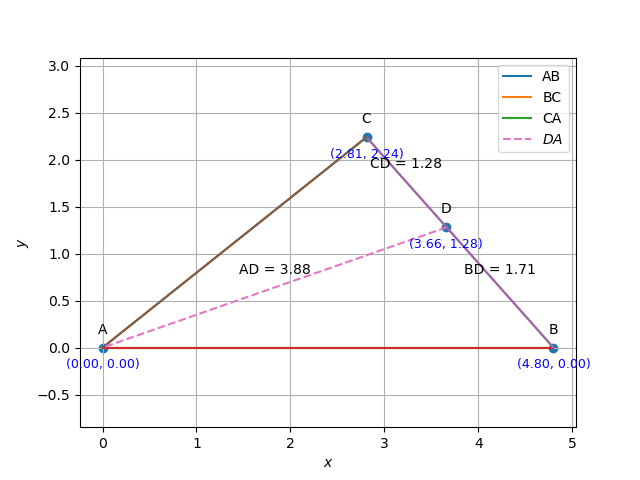 3.0
2.5
2.0
1.5
1.0
0.5
0.0
−0.5
y
0
1
2
3
4
5
x
AB
BC
CA
DA
C
(2.81, 2.24)
CD = 1.28
D
(3.66, 1.28)
AD = 3.88
BD = 1.71
A
(0.00, 0.00)
B
(4.80, 0.00)